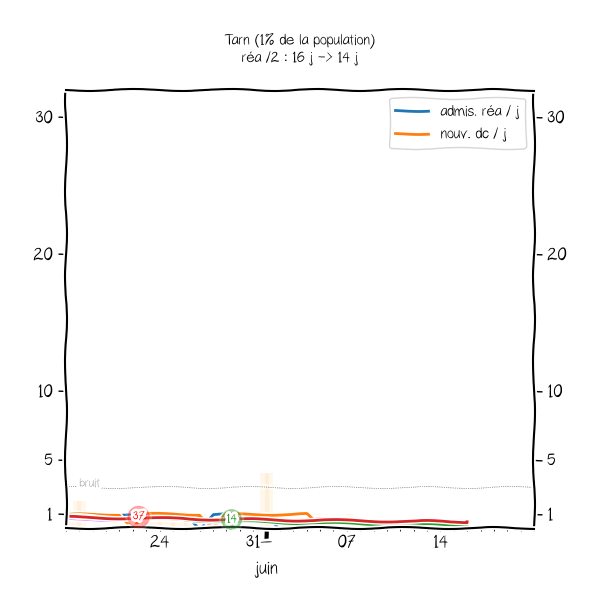 Tarn (1% de la population)
réa /2 : 16 j -> 14 j
admis. réa / j
nouv. dc / j
30
30
20
20
10
10
5
5
bruit
1
1
37
14
24
31
07
14
juin